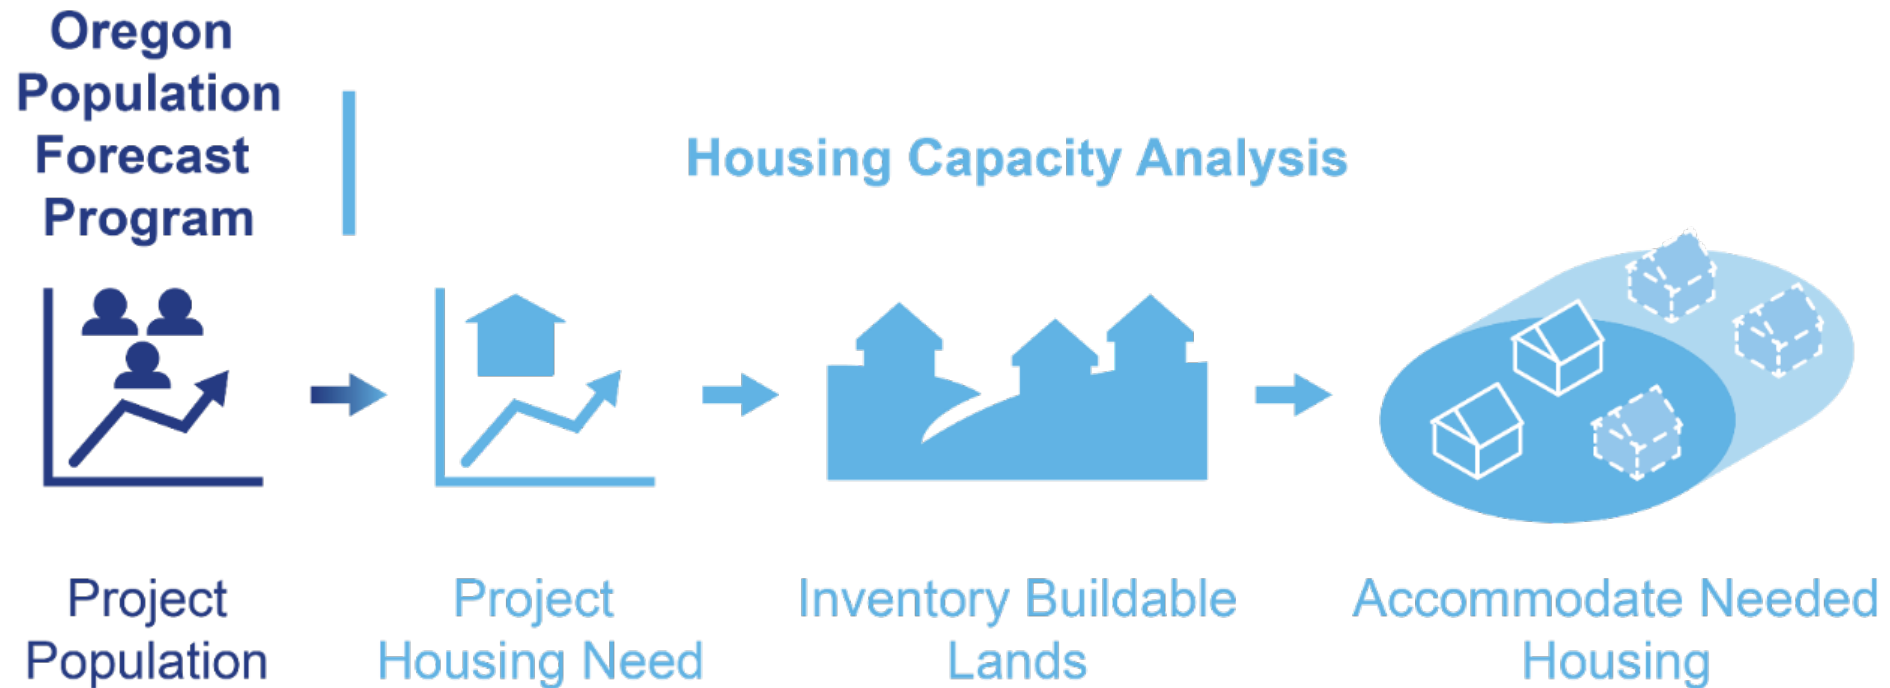 Oregon
Population
Forecast
Program
Housing Capacity Analysis
Project
Population
Project
Housing Need
Inventory Buildable
Lands
Accommodate Needed
Housing